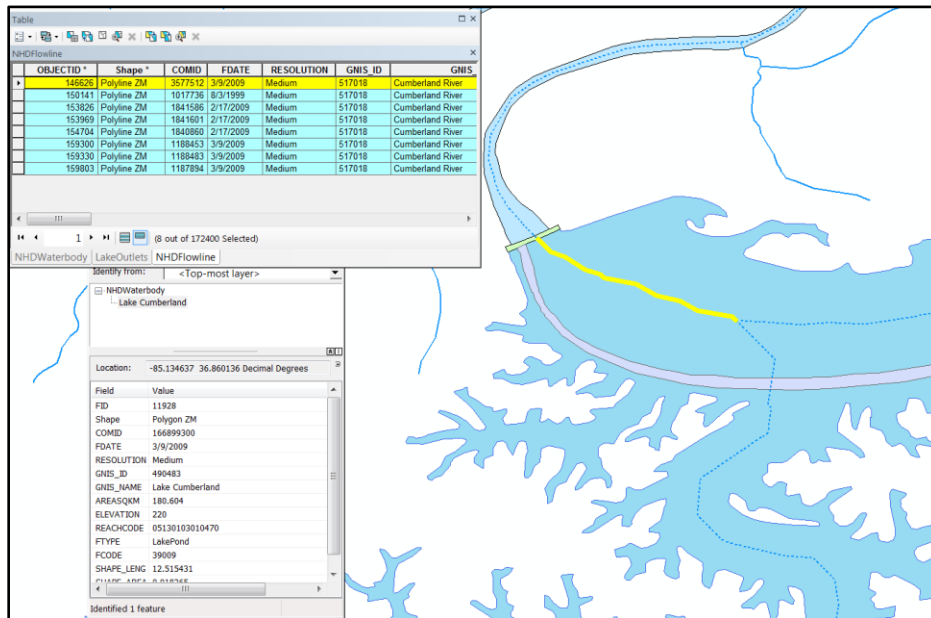 Table
NHDFlowline
OBJECTID * Shape * COMID FDATE RESOLUTION GNIS_ID GNIS_
146626 Polyline ZM 3577512 3/9/2009 Medium 517018 Cumberland River
150141 Polyline ZM 1017736 8/3/1999 Medium 517018 Cumberland River
153826 Polyline ZM 1841586 2/17/2009 Medium 517018 Cumberland River
153969 Polyline ZM 1841601 2/17/2009 Medium 517018 Cumberland River
154704 Polyline ZM 1840860 2/17/2009 Medium 517018 Cumberland River
159300 Polyline ZM 1188453 3/9/2009 Medium 517018 Cumberland River
159330 Polyline ZM 1188483 3/9/2009 Medium 517018 Cumberland River
159803 Polyline ZM 1187894 3/9/2009 Medium 517018 Cumberland River
1 (8 out of 172400 Selected)
NHDWaterbody LakeOutlets NHDFlowline
Identify from: <Top-most layer>
NHDWaterbody
Lake Cumberland
Location: -85.134637 36.860136 Decimal Degrees
Field Value
FID 11928
Shape Polygon ZM
COMID 166899300
FDATE 3/9/2009
RESOLUTION Medium
GNIS_ID 490483
GNIS_NAME Lake Cumberland
AREASQKM 180.604
ELEVATION 220
REACHCODE 05130103010470
FTYPE LakePond
FCODE 39009
SHAPE_LENG 12.515431
Identified 1 feature